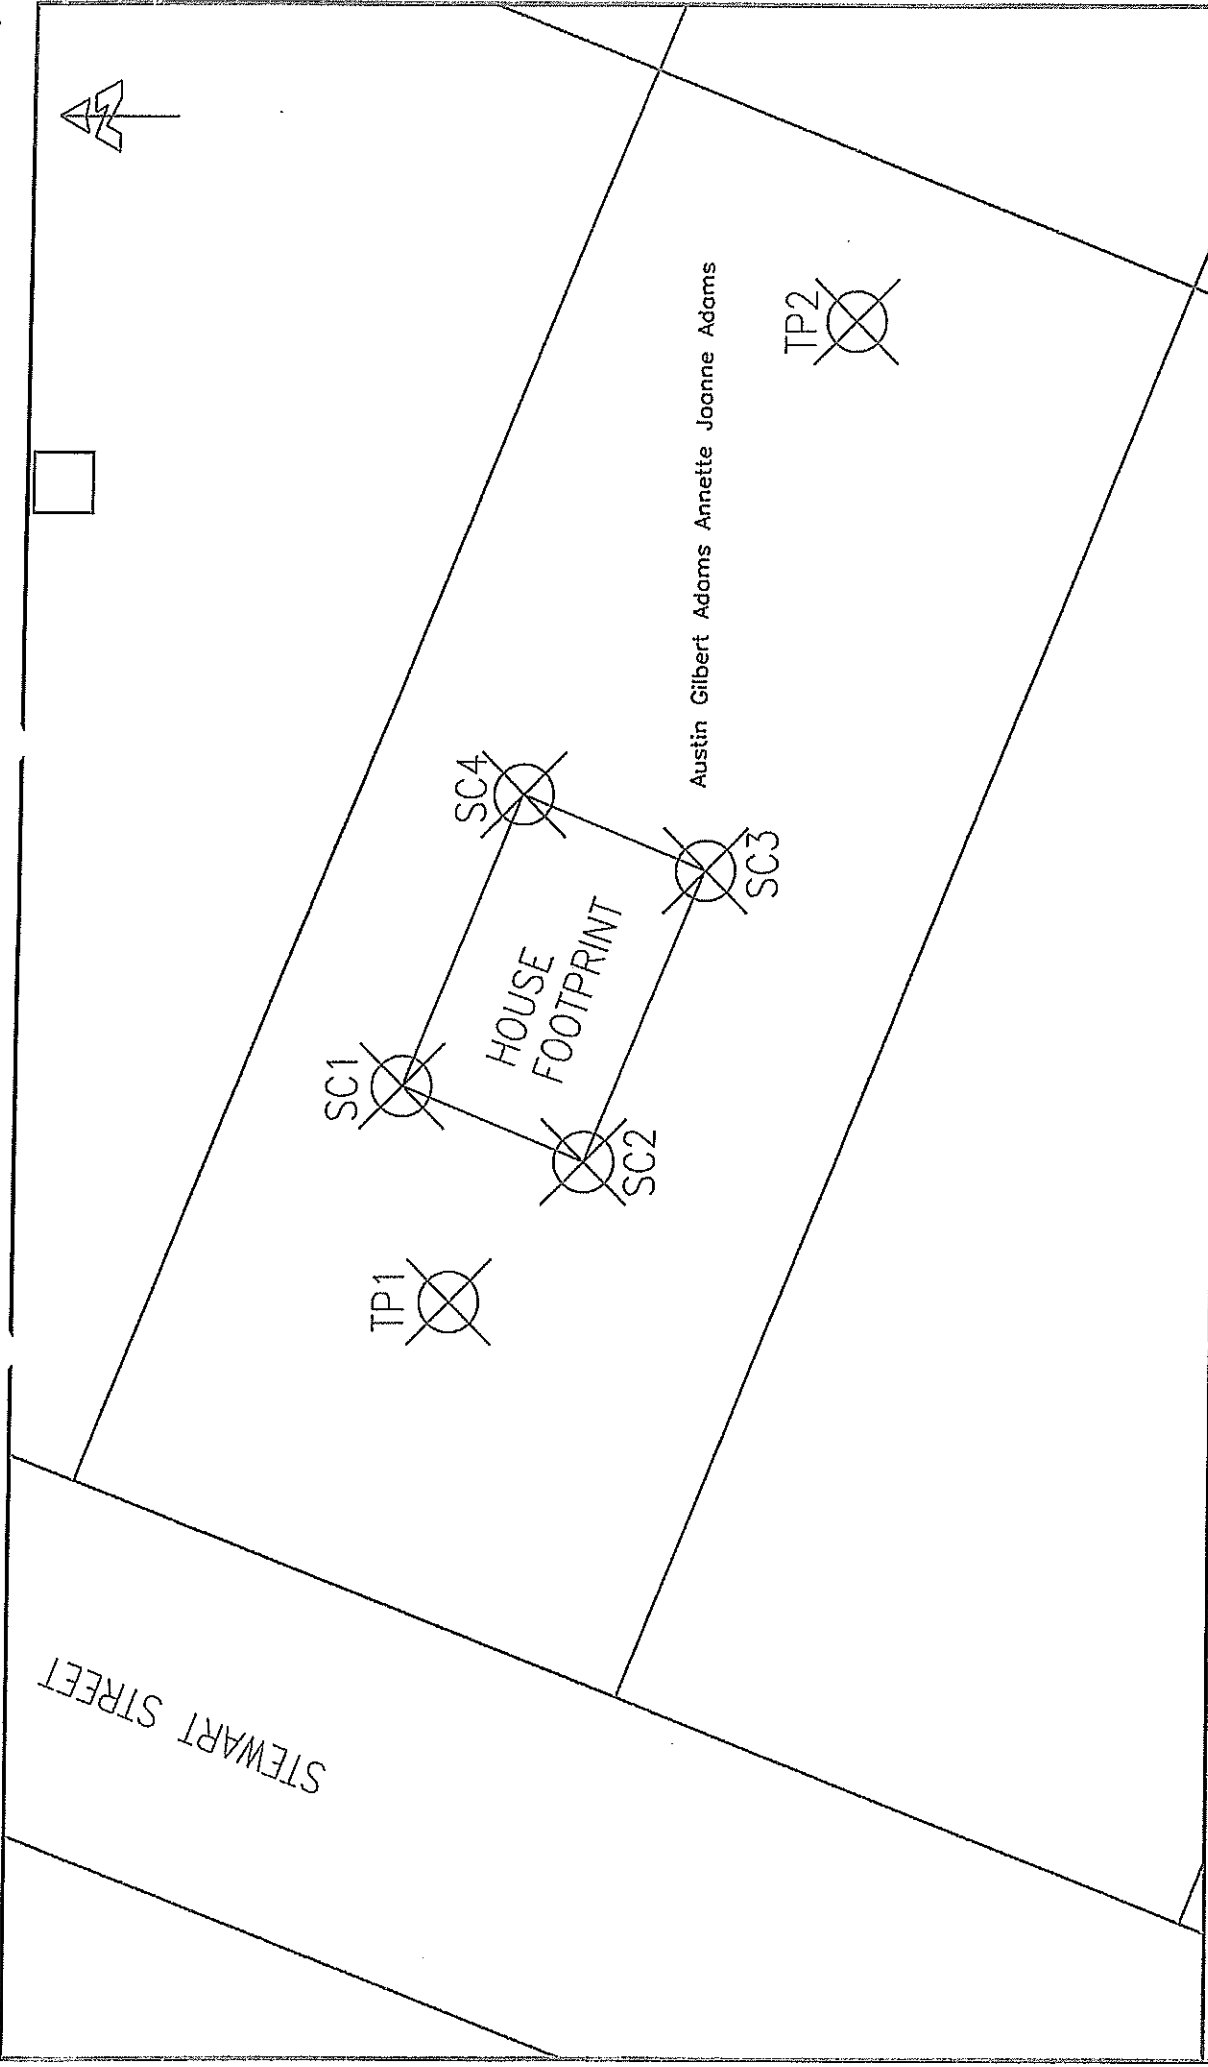 N
STEWART STREET
TP1
SC1
SC2
HOUSE
FOOTPRINT
SC4
SC3
Austin Gilbert Adams Annette Joanne Adams
TP2